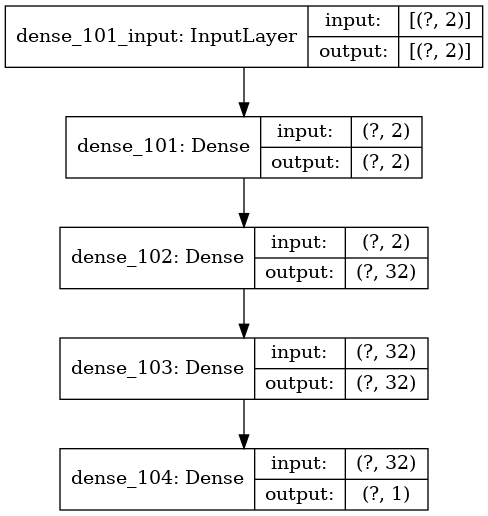 dense_101_input: InputLayer input: [(?, 2)]
output: [(?, 2)]
dense_101: Dense input: (?, 2)
output: (?, 2)
dense_102: Dense input: (?, 2)
output: (?, 32)
dense_103: Dense input: (?, 32)
output: (?, 32)
dense_104: Dense input: (?, 32)
output: (?, 1)